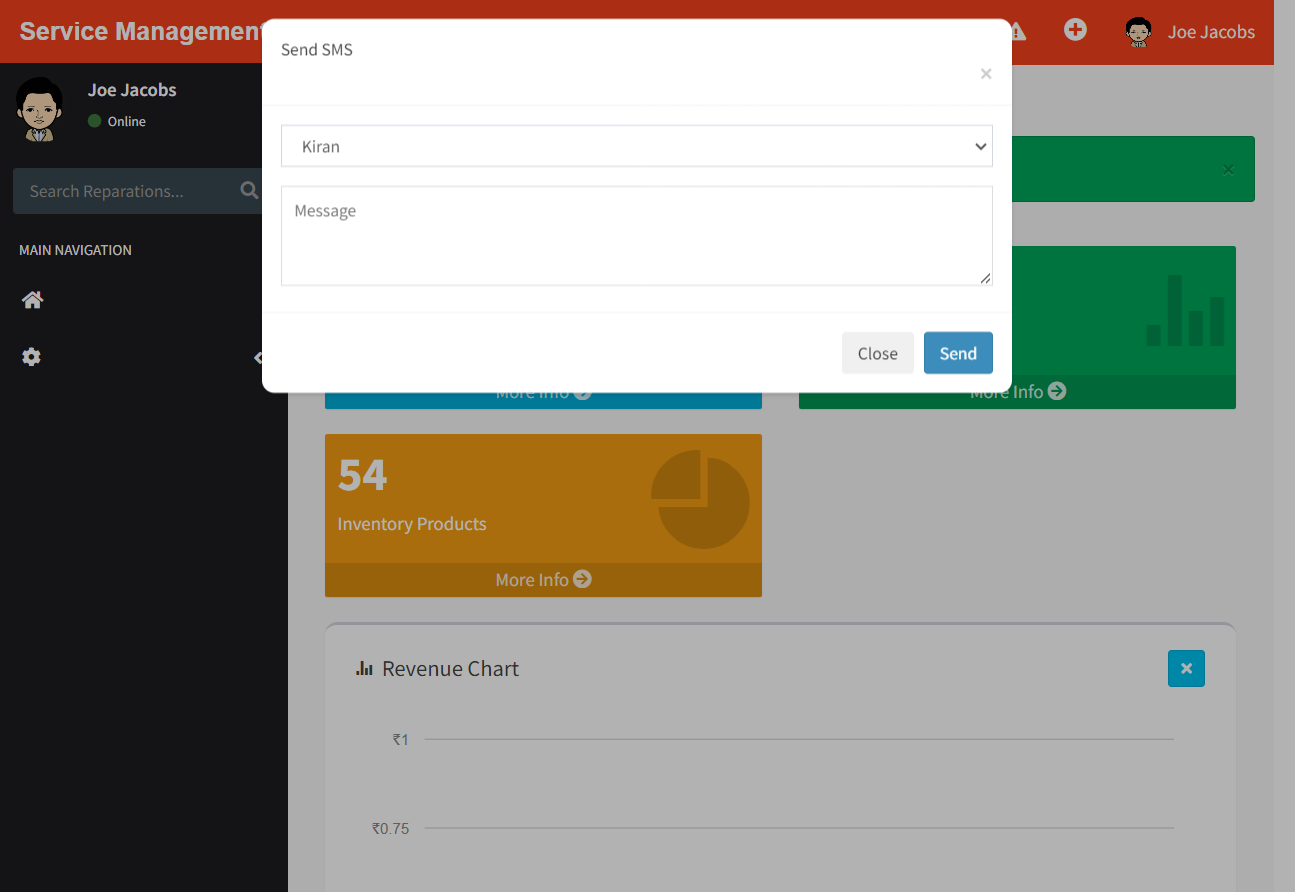 Service Management
Joe Jacobs
Send SMS
×
Kiran
Message
Close
Send
Joe Jacobs
Online
Search Reparations...
MAIN NAVIGATION
More Info
More Info
54
Inventory Products
More Info
Revenue Chart
₹1
₹0.75